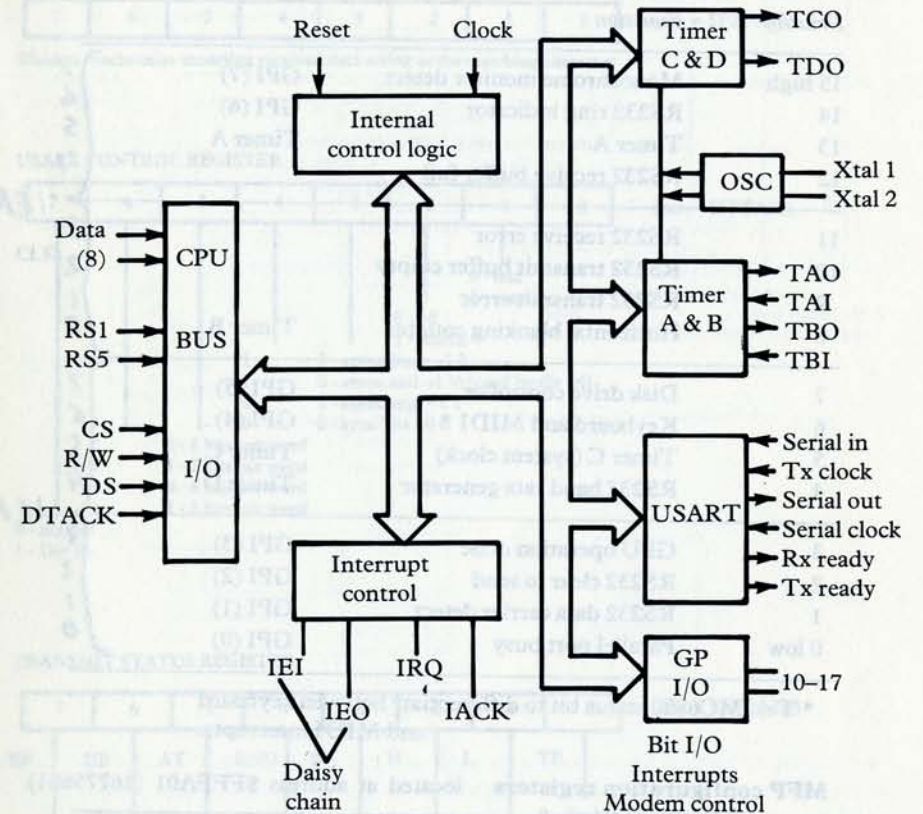 Reset
Clock
Internal
control logic
Timer
C & D
TCO
TDO
OSC
Xtal 1
Xtal 2
Data
(8)
RS1
RS5
CS
R/W
DS
DTACK
CPU
BUS
I/O
Timer
A & B
TAO
TAI
TBO
TBI
USART
Serial in
Tx clock
Serial out
Serial clock
Rx ready
Tx ready
Interrupt
control
IEI
IEO
IRQ
IACK
Daisy
chain
GP
I/O
10–17
Bit I/O
Interrupts
Modem control